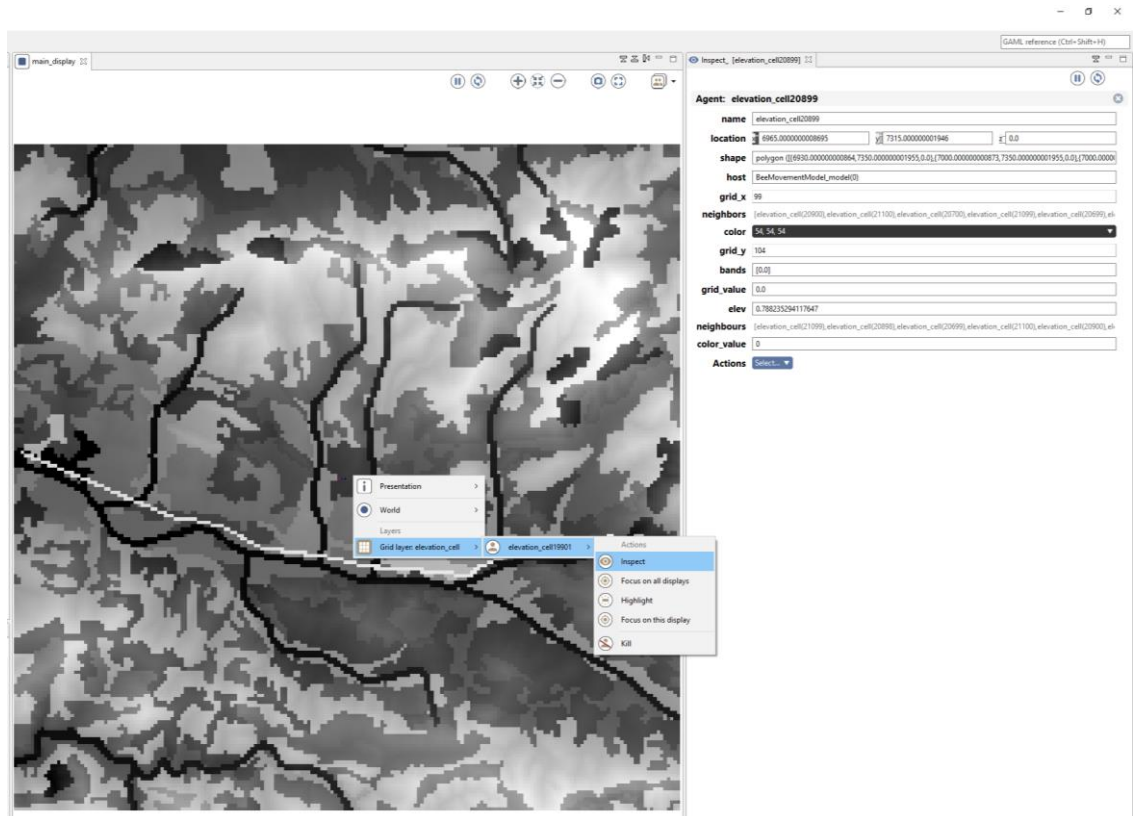 GAML reference (Ctrl+Shift+H)
main_display
Inspect_ [elevation_cell20899]
Agent: elevation_cell20899
name elevation_cell20899
location x 6965.0000000008695 y 7315.000000001946 z 0.0
shape polygon ([{6930.000000000864,7350.000000001955,0.0},{7000.000000000873,7350.000000001955,0.0},{7000.0000
host BeeMovementModel_model(0)
grid_x 99
neighbors [elevation_cell(20900),elevation_cell(21100),elevation_cell(20700),elevation_cell(21099),elevation_cell(20699),el
color 54, 54, 54
grid_y 104
bands [0.0]
grid_value 0.0
elev 0.788235294117647
neighbours [elevation_cell(21099),elevation_cell(20898),elevation_cell(20699),elevation_cell(21100),elevation_cell(20900),el
color_value 0
Actions Select...
Presentation
World
Layers
Grid layer: elevation_cell
elevation_cell19901
Actions
Inspect
Focus on all displays
Highlight
Focus on this display
Kill